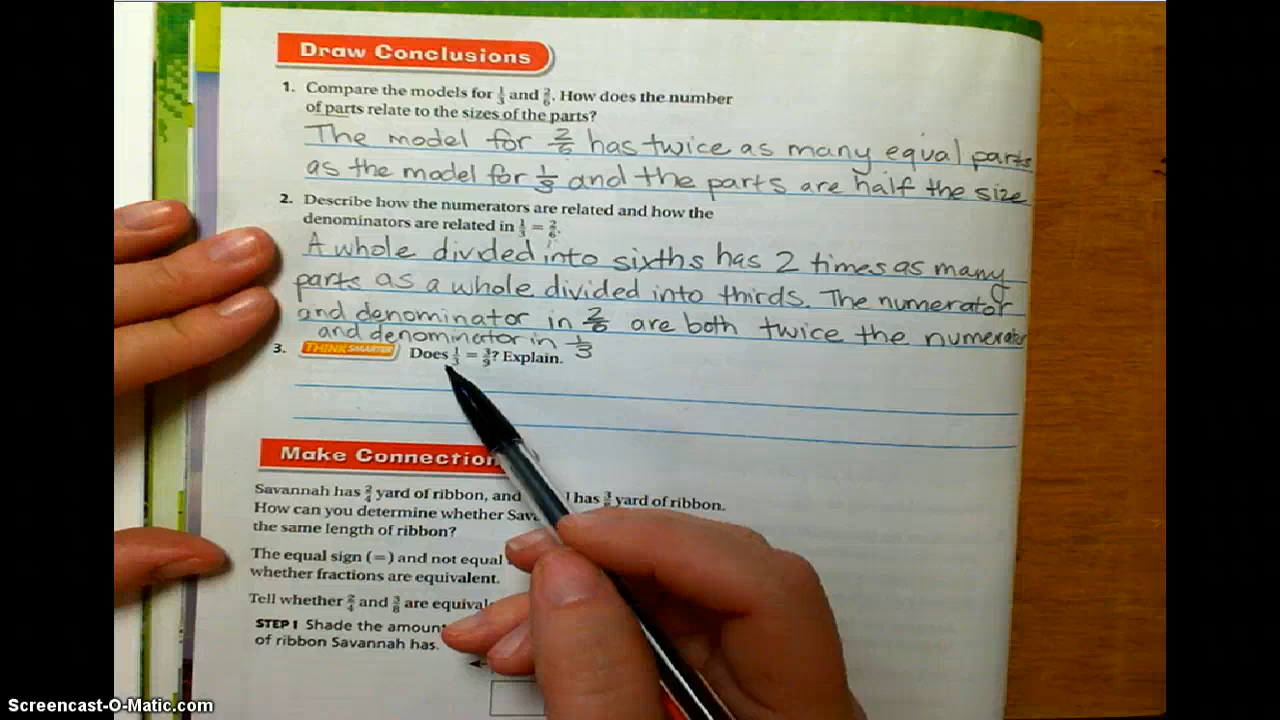 Draw Conclusions
1. Compare the models for 1/3 and 2/6. How does the number
of parts relate to the sizes of the parts?
The model for 2/6 has twice as many equal parts
as the model for 1/3 and the parts are half the size
2. Describe how the numerators are related and how the
denominators are related in 1/3 = 2/6.
A whole divided into sixths has 2 times as many
parts as a whole divided into thirds. The numerator
and denominator in 2/6 are both twice the numerator
and denominator in 1/3
3. THINK SMARTER Does 1/3 = 3/9? Explain.
Make Connection
Savannah has 2/4 yard of ribbon, and l has 3/ yard of ribbon.
How can you determine whether Sav
the same length of ribbon?
The equal sign (=) and not equal
whether fractions are equivalent.
Tell whether 2/4 and 3/8 are equival
STEP 1 Shade the amoun
of ribbon Savannah has.
Screencast-O-Matic.com